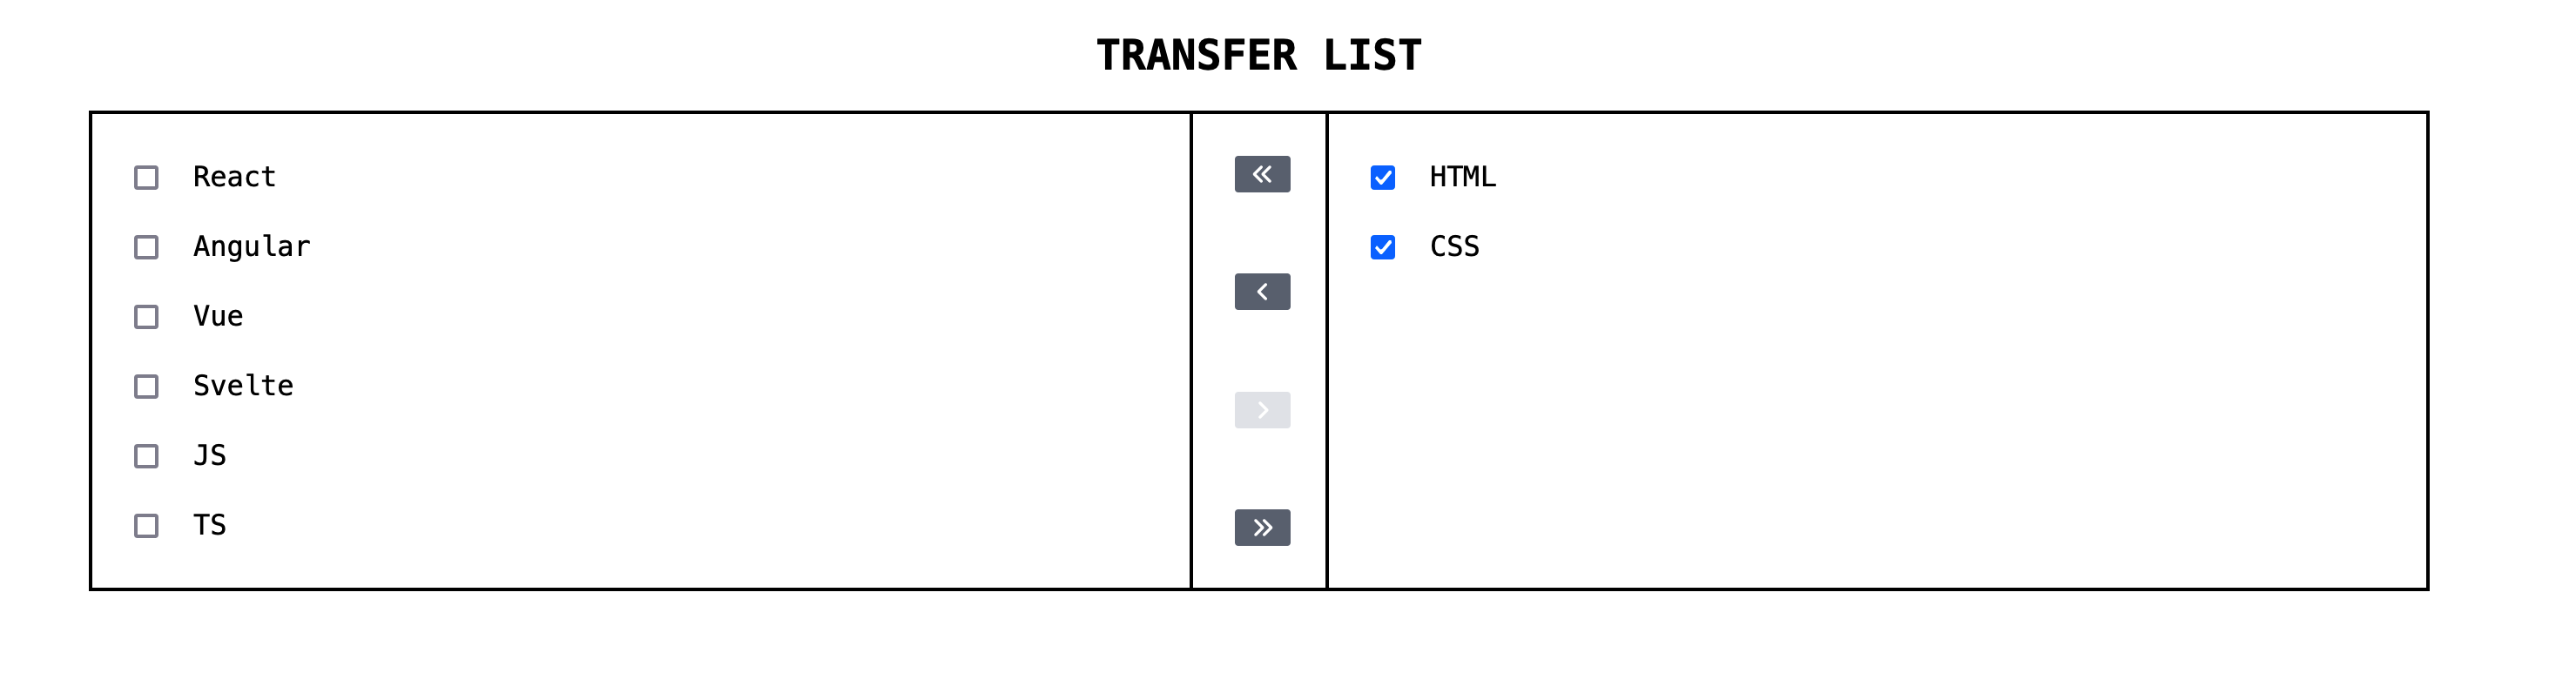 TRANSFER LIST
React
Angular
Vue
Svelte
JS
TS
«
<
>
»
HTML
CSS